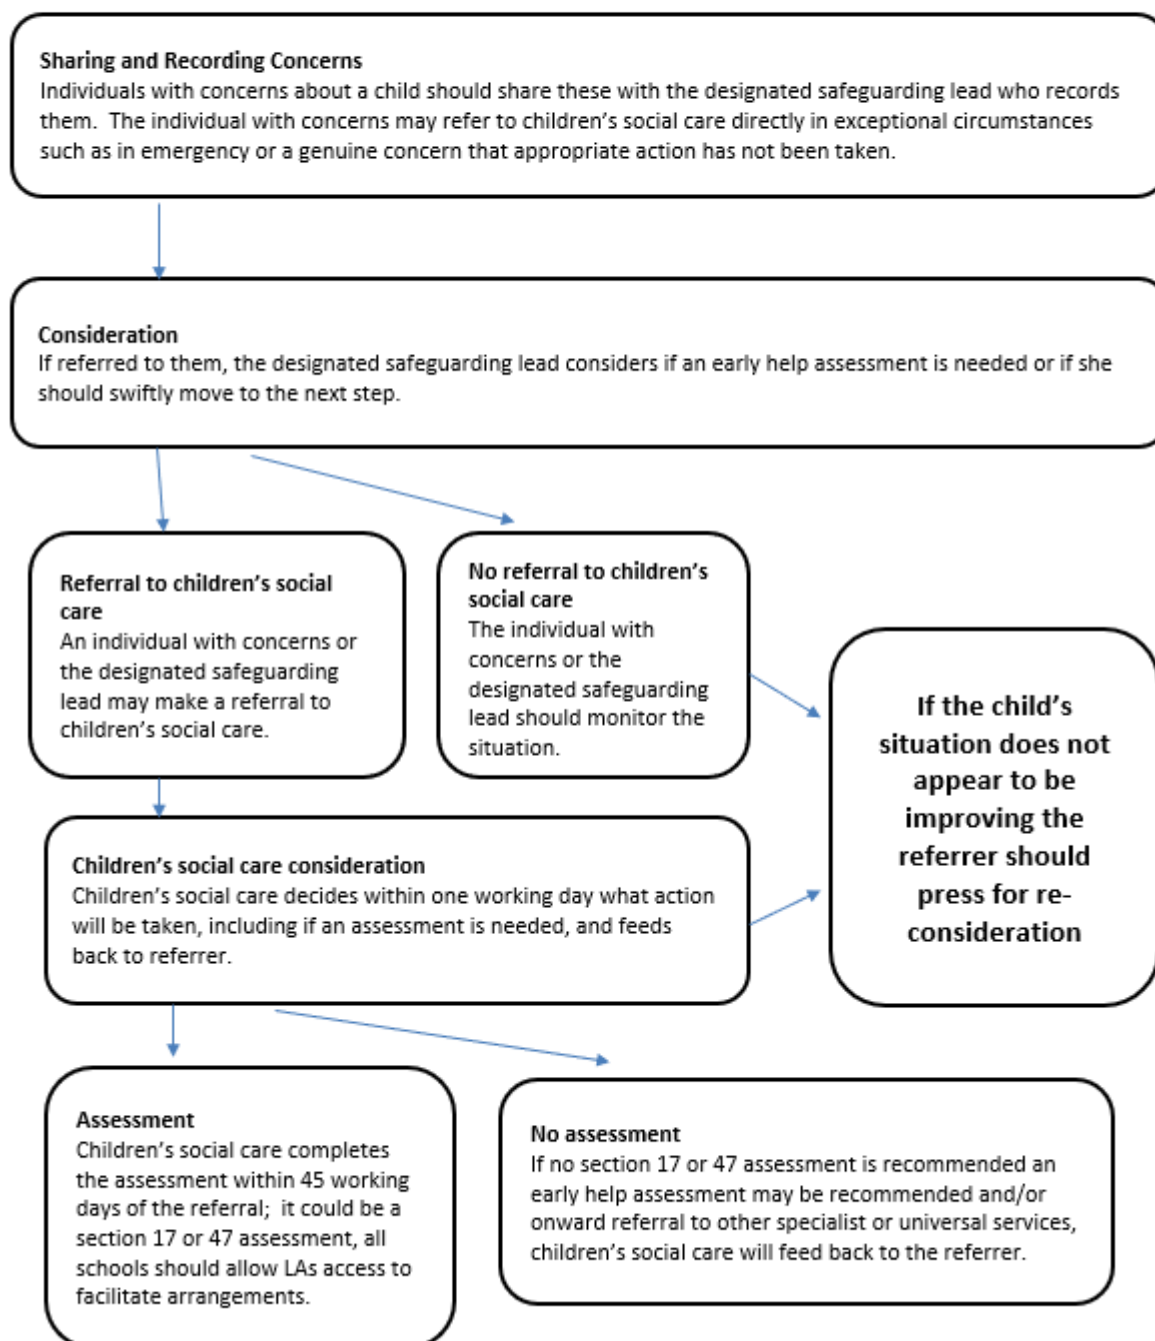 Sharing and Recording Concerns
Individuals with concerns about a child should share these with the designated safeguarding lead who records
them.  The individual with concerns may refer to children’s social care directly in exceptional circumstances
such as in emergency or a genuine concern that appropriate action has not been taken.
Consideration
If referred to them, the designated safeguarding lead considers if an early help assessment is needed or if she
should swiftly move to the next step.
Referral to children’s social
care
An individual with concerns or
the designated safeguarding
lead may make a referral to
children’s social care.
No referral to children’s
social care
The individual with
concerns or the
designated safeguarding
lead should monitor the
situation.
If the child’s
situation does not
appear to be
improving the
referrer should
press for re-
consideration
Children’s social care consideration
Children’s social care decides within one working day what action
will be taken, including if an assessment is needed, and feeds
back to referrer.
Assessment
Children’s social care completes
the assessment within 45 working
days of the referral;  it could be a
section 17 or 47 assessment, all
schools should allow LAs access to
facilitate arrangements.
No assessment
If no section 17 or 47 assessment is recommended an
early help assessment may be recommended and/or
onward referral to other specialist or universal services,
children’s social care will feed back to the referrer.